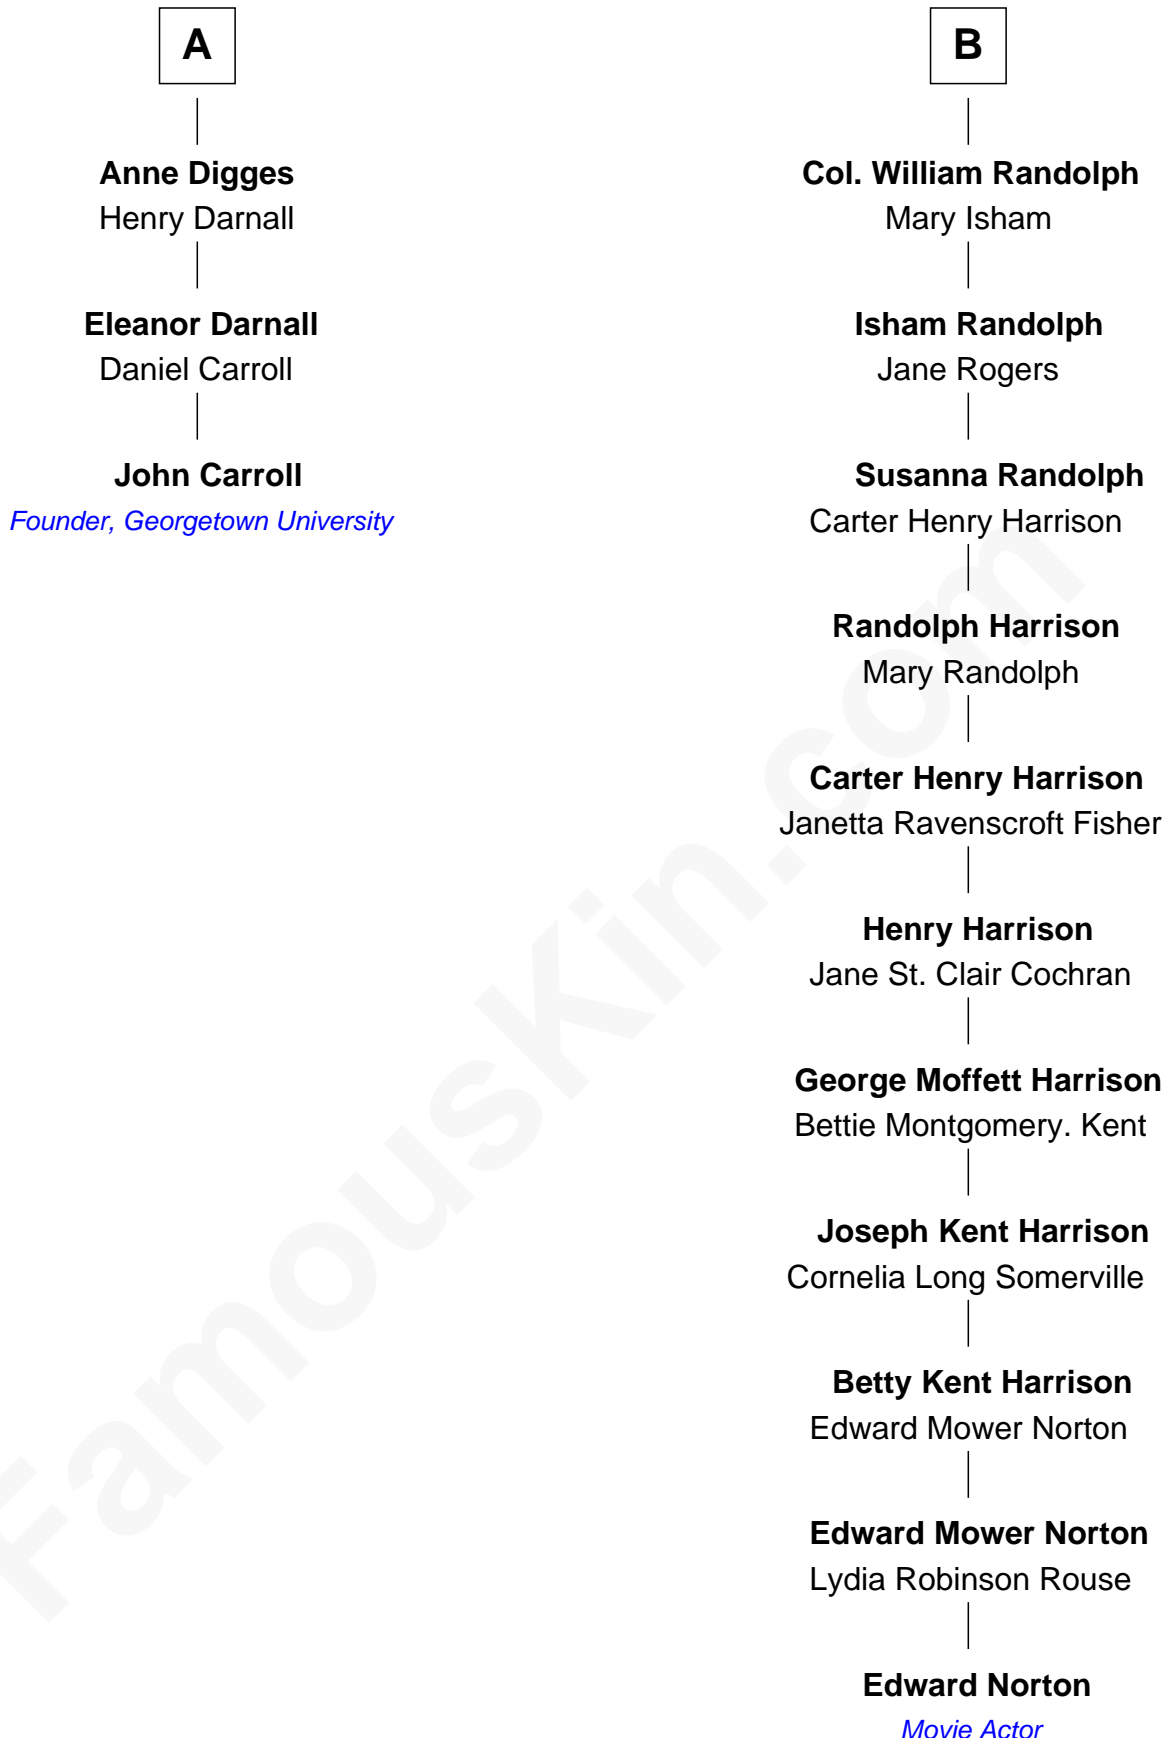 A
Anne Digges
Henry Darnall
Eleanor Darnall
Daniel Carroll
John Carroll
Founder, Georgetown University
B
Col. William Randolph
Mary Isham
Isham Randolph
Jane Rogers
Susanna Randolph
Carter Henry Harrison
Randolph Harrison
Mary Randolph
Carter Henry Harrison
Janetta Ravenscroft Fisher
Henry Harrison
Jane St. Clair Cochran
George Moffett Harrison
Bettie Montgomery. Kent
Joseph Kent Harrison
Cornelia Long Somerville
Betty Kent Harrison
Edward Mower Norton
Edward Mower Norton
Lydia Robinson Rouse
Edward Norton
Movie Actor
FamousKin.com